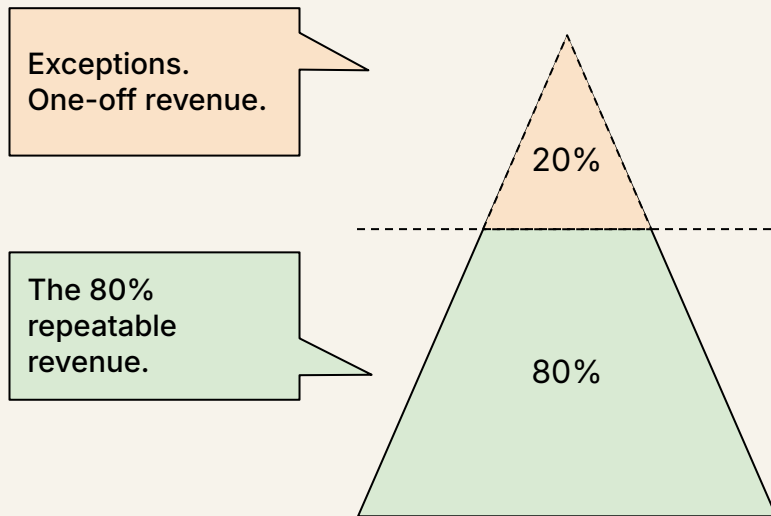 Exceptions.
One-off revenue.
20%
The 80%
repeatable
revenue.
80%